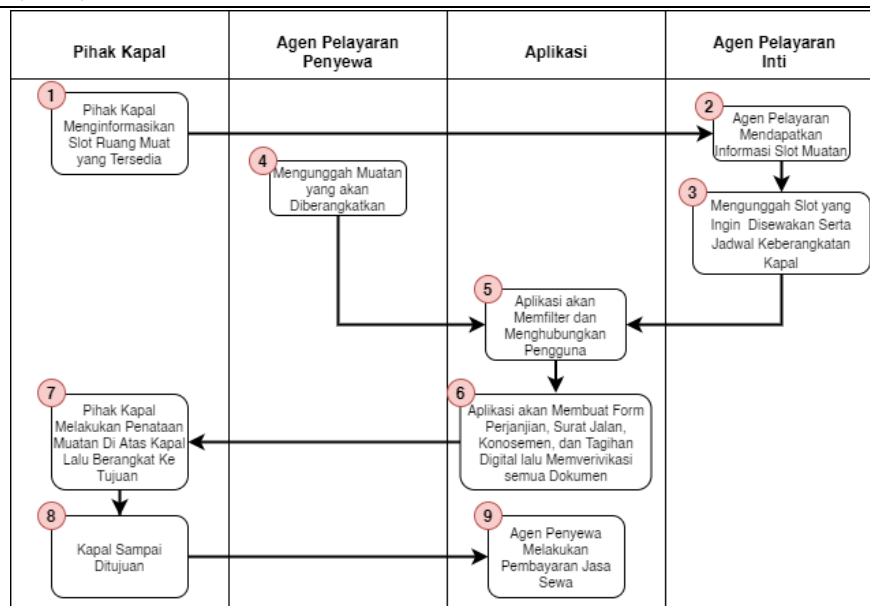 Pihak Kapal
Agen Pelayaran
Penyewa
Aplikasi
Agen Pelayaran
Inti
1
Pihak Kapal
Menginformasikan
Slot Ruang Muat
yang Tersedia
2
Agen Pelayaran
Mendapatkan
Informasi Slot Muatan
3
Mengunggah Slot yang
Ingin Disewakan Serta
Jadwal Keberangkatan
Kapal
4
Mengunggah Muatan
yang akan
Diberangkatkan
5
Aplikasi akan
Memfilter dan
Menghubungkan
Pengguna
6
Aplikasi akan Membuat Form
Perjanjian, Surat Jalan,
Konosemen, dan Tagihan
Digital lalu Memverivikasi
semua Dokumen
7
Pihak Kapal
Melakukan Penataan
Muatan Di Atas Kapal
Lalu Berangkat Ke
Tujuan
8
Kapal Sampai
Ditujuan
9
Agen Penyewa
Melakukan
Pembayaran Jasa
Sewa